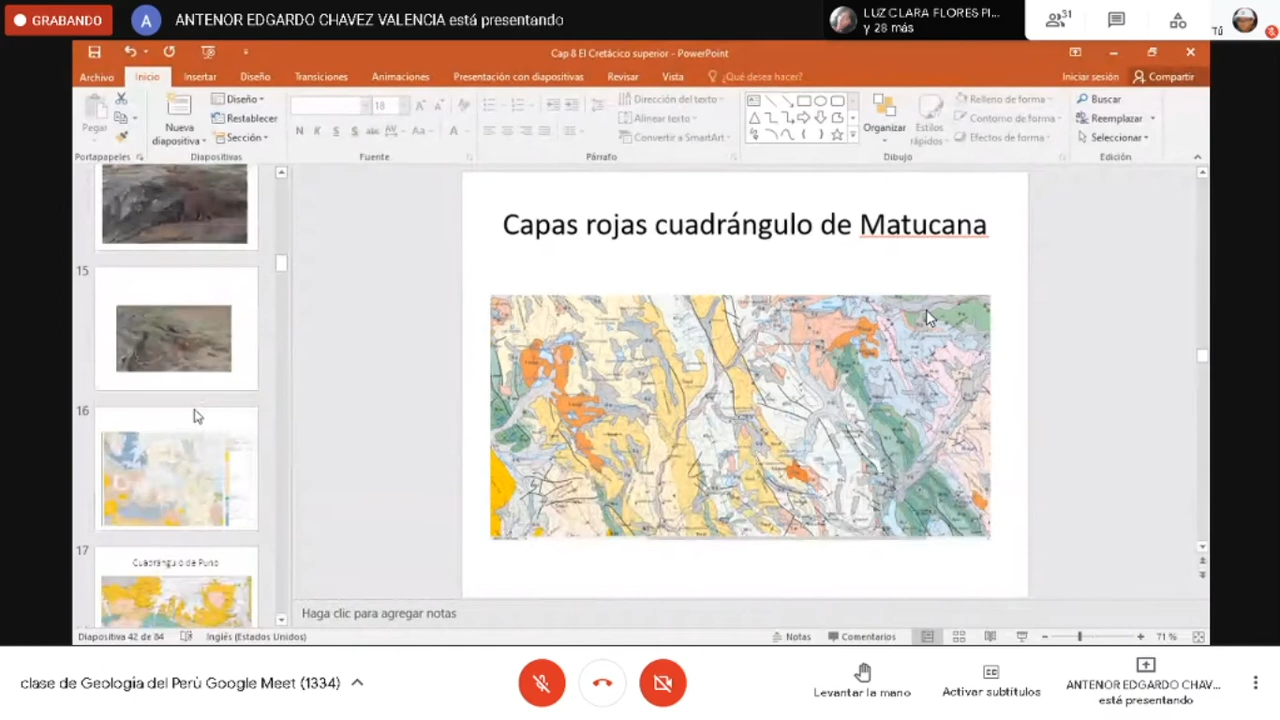 GRABANDO
A
ANTENOR EDGARDO CHAVEZ VALENCIA está presentando
LUZ CLARA FLORES PI...
y 28 más
31
Tú
Cap 8 El Cretácico superior - PowerPoint
Archivo
Inicio
Insertar
Diseño
Transiciones
Animaciones
Presentación con diapositivas
Revisar
Vista
¿Qué desea hacer?
Iniciar sesión
Compartir
Pegar
Nueva
diapositiva
Diseño
Restablecer
Sección
18
N K S S abc AV Aa A
Dirección del texto
Alinear texto
Convertir a SmartArt
Organizar
Estilos
rápidos
Relleno de forma
Contorno de forma
Efectos de forma
Buscar
Reemplazar
Seleccionar
Portapapeles
Diapositivas
Fuente
Párrafo
Dibujo
Edición
15
16
17
Cuadrángulo de Puno
Capas rojas cuadrángulo de Matucana
Haga clic para agregar notas
Diapositiva 42 de 84
Inglés (Estados Unidos)
Notas
Comentarios
71 %
clase de Geología del Perú Google Meet (1334)
Levantar la mano
Activar subtítulos
ANTENOR EDGARDO CHAV...
está presentando